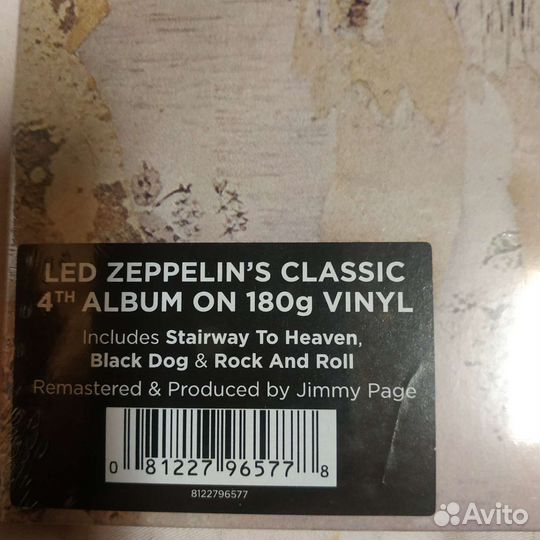 LED ZEPPELIN'S CLASSIC
4TH ALBUM ON 180g VINYL
Includes Stairway To Heaven,
Black Dog & Rock And Roll
Remastered & Produced by Jimmy Page
0 81227 96577 8
8122796577
Avito